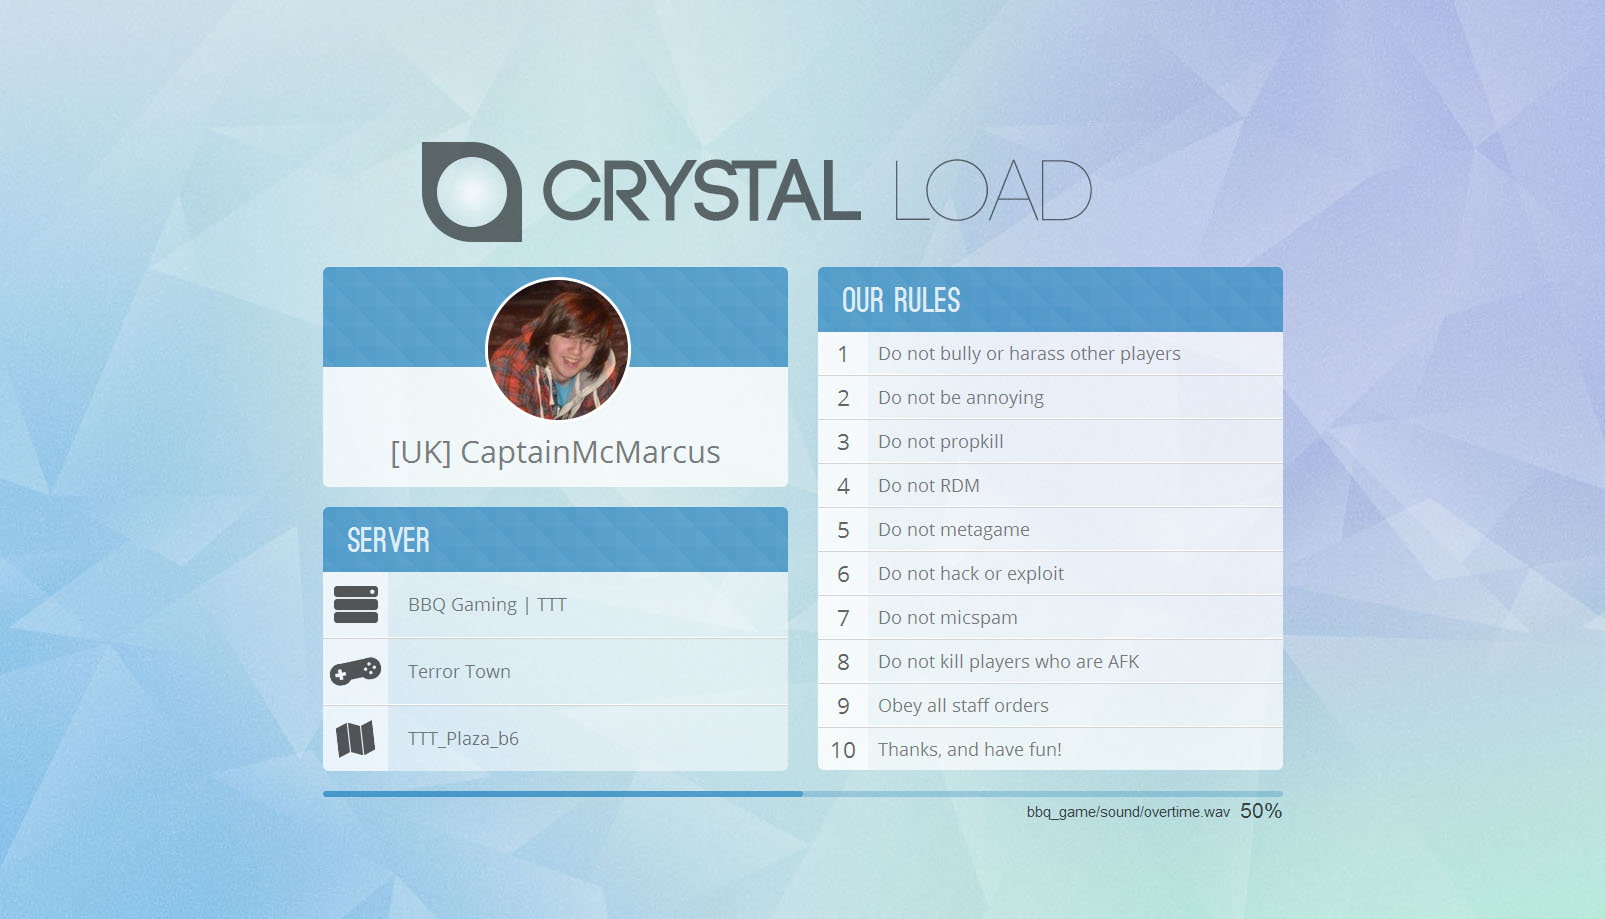 CRYSTAL LOAD
[UK] CaptainMcMarcus
SERVER
BBQ Gaming | TTT
Terror Town
TTT_Plaza_b6
OUR RULES
1 Do not bully or harass other players
2 Do not be annoying
3 Do not propkill
4 Do not RDM
5 Do not metagame
6 Do not hack or exploit
7 Do not micspam
8 Do not kill players who are AFK
9 Obey all staff orders
10 Thanks, and have fun!
bbq_game/sound/overtime.wav 50%